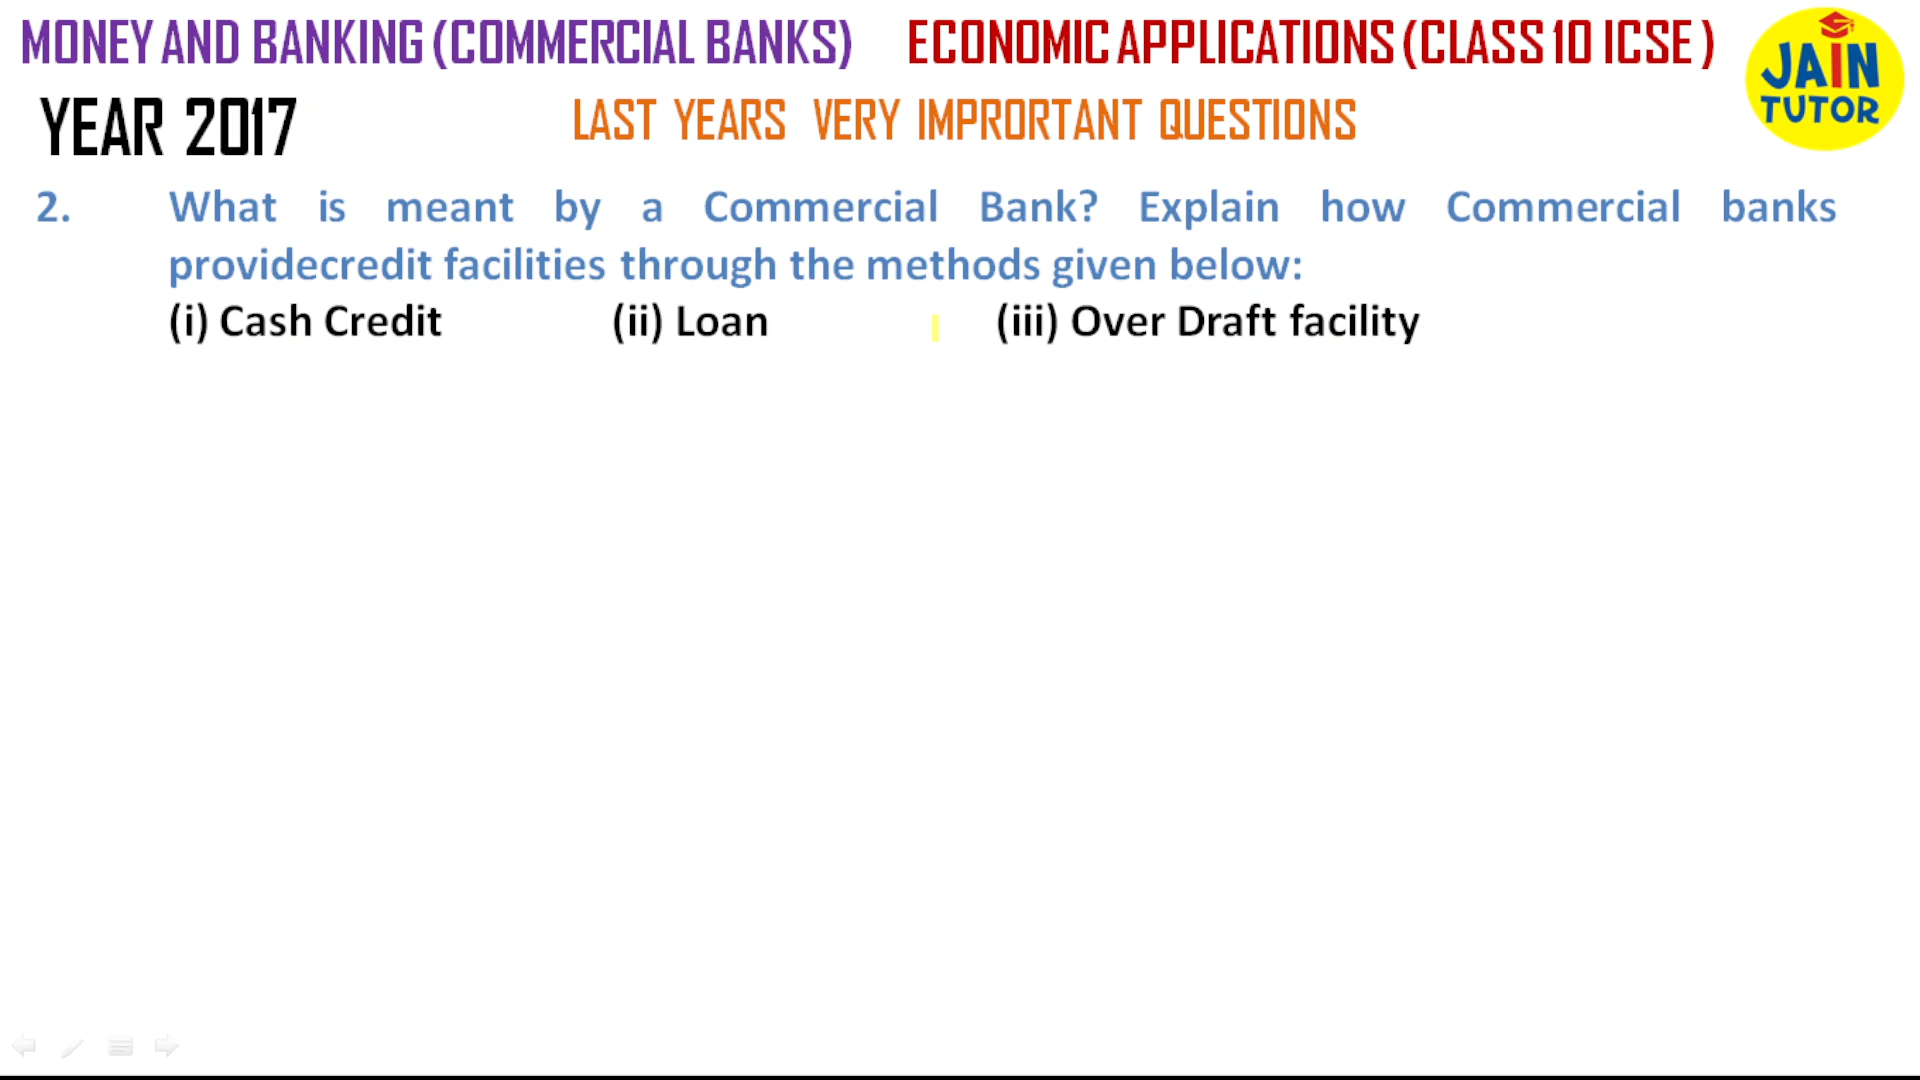 MONEY AND BANKING (COMMERCIAL BANKS) ECONOMIC APPLICATIONS (CLASS 10 ICSE )
JAIN
TUTOR
YEAR 2017 LAST YEARS VERY IMPRORTANT QUESTIONS
2. What is meant by a Commercial Bank? Explain how Commercial banks
providecredit facilities through the methods given below:
(i) Cash Credit (ii) Loan (iii) Over Draft facility